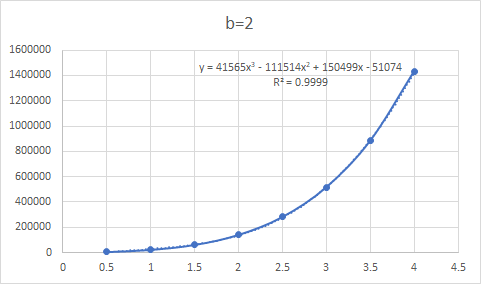 b=2
1600000
y = 41565x³ - 111514x² + 150499x - 51074
R² = 0.9999
1400000
1200000
1000000
800000
600000
400000
200000
0
0 0.5 1 1.5 2 2.5 3 3.5 4 4.5